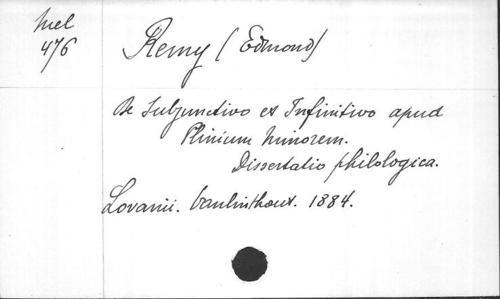 Mel
476
Remy (Edmond)
De Subjunctivo et Infinitivo apud
Plinium Minorem.
Dissertatio philologica.
Lovanii. Vanlinthout. 1884.